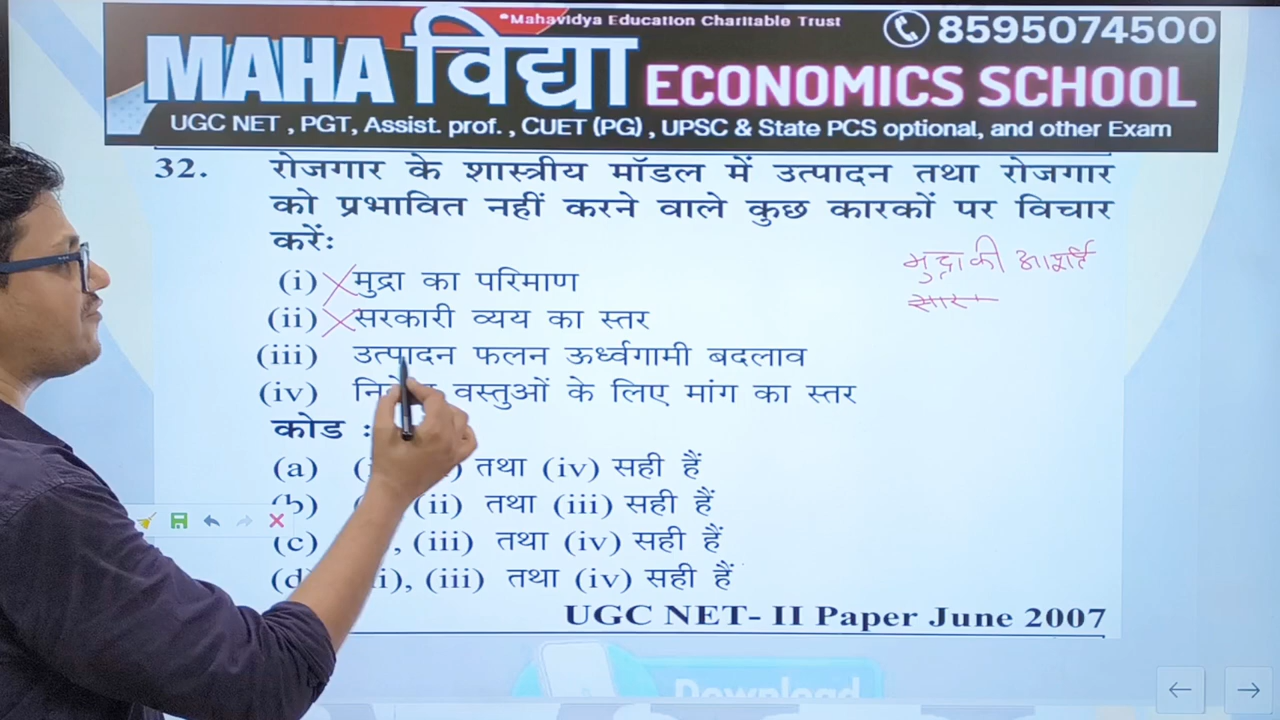 *Mahavidya Education Charitable Trust
8595074500
MAHA विद्या ECONOMICS SCHOOL
UGC NET , PGT, Assist. prof. , CUET (PG) , UPSC & State PCS optional, and other Exam
32. रोजगार के शास्त्रीय मॉडल में उत्पादन तथा रोजगार
को प्रभावित नहीं करने वाले कुछ कारकों पर विचार
करेंः
मुद्रा की
(i) मुद्रा का परिमाण
(ii) सरकारी व्यय का स्तर
(iii) उत्पादन फलन ऊर्ध्वगामी बदलाव
(iv) वस्तुओं के लिए मांग का स्तर
कोड :
(a) तथा (iv) सही हैं
(ii) तथा (iii) सही हैं
(c) , (iii) तथा (iv) सही हैं
(iii) तथा (iv) सही हैं
UGC NET- II Paper June 2007
Download